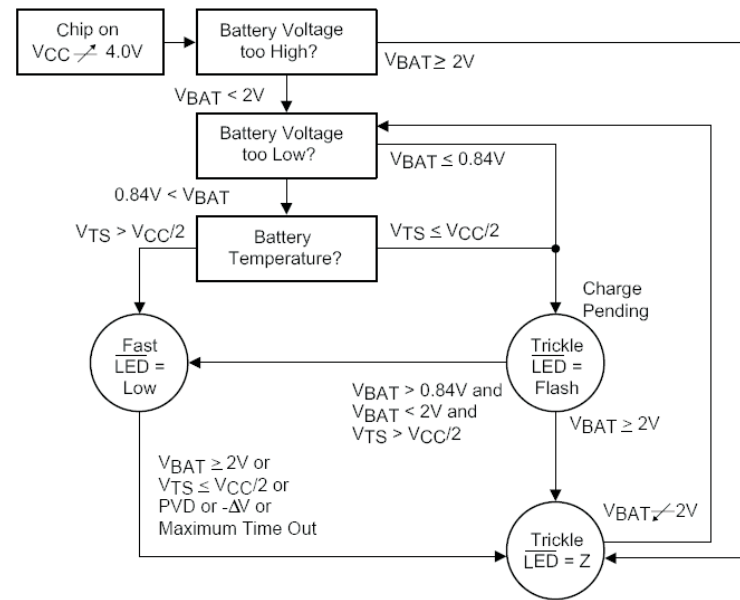 Chip on
VCC 4.0V
Battery Voltage
too High?
VBAT ≥ 2V
VBAT < 2V
Battery Voltage
too Low?
VBAT ≤ 0.84V
0.84V < VBAT
VTS > VCC/2
Battery
Temperature?
VTS ≤ VCC/2
Charge
Pending
Fast
LED =
Low
Trickle
LED =
Flash
VBAT > 0.84V and
VBAT < 2V and
VTS > VCC/2
VBAT ≥ 2V
VBAT ≥ 2V or
VTS ≤ VCC/2 or
PVD or -ΔV or
Maximum Time Out
VBAT 2V
Trickle
LED = Z